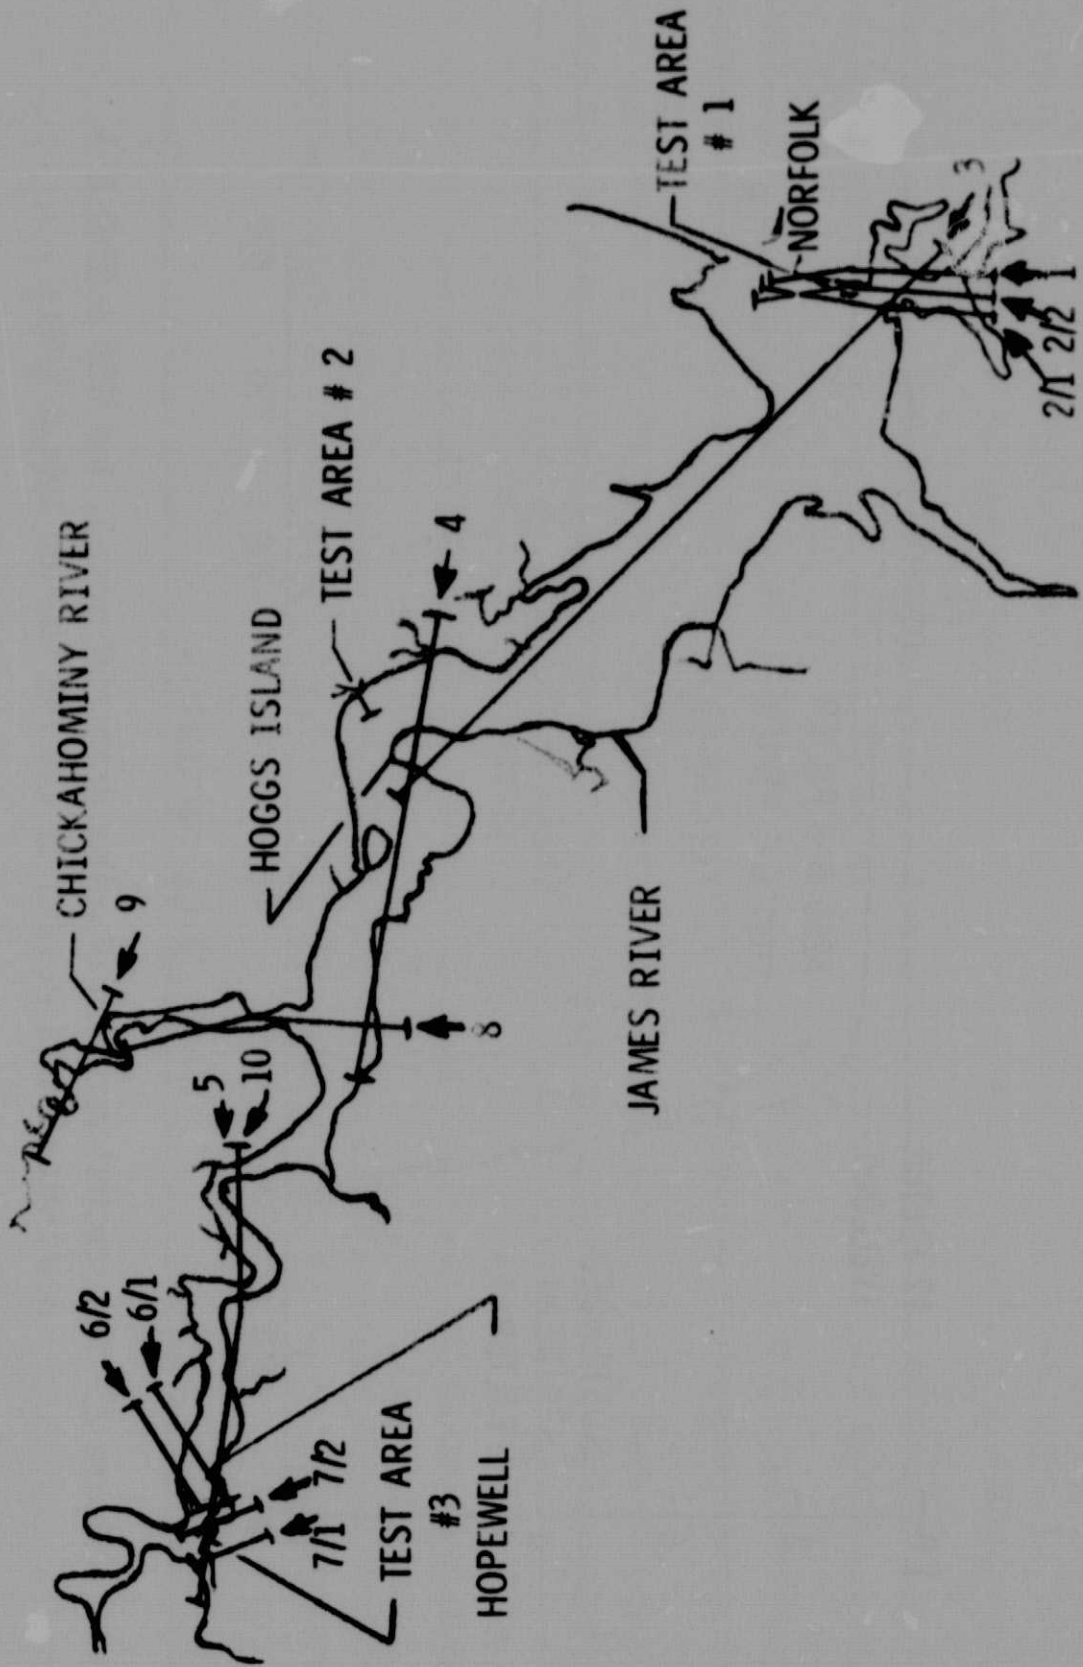 CHICKAHOMINY RIVER
9
HOGGS ISLAND
TEST AREA # 2
4
TEST AREA
# 1
NORFOLK
3
1
2/2
2/1
8
5
10
6/2
6/1
7/1
7/2
TEST AREA
#3
HOPEWELL
JAMES RIVER